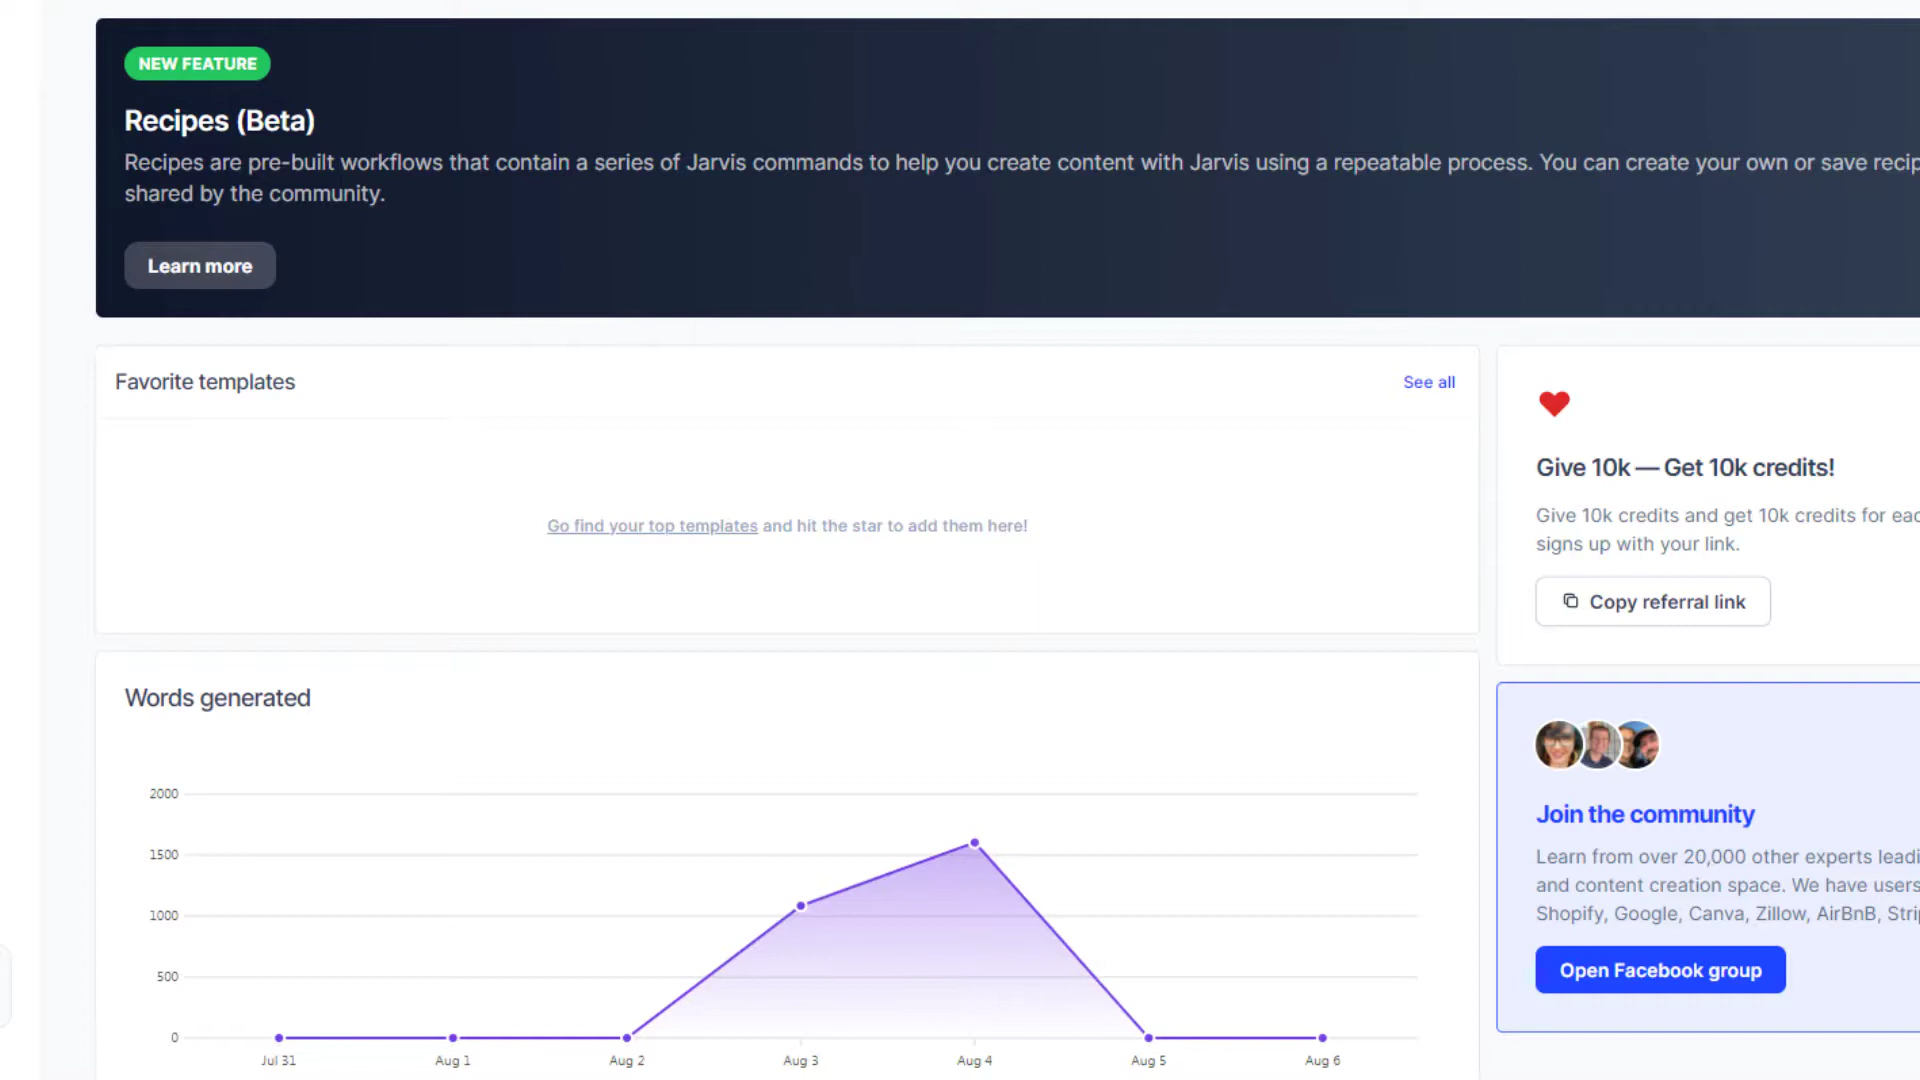 NEW FEATURE
Recipes (Beta)
Recipes are pre-built workflows that contain a series of Jarvis commands to help you create content with Jarvis using a repeatable process. You can create your own or save
shared by the community.
Learn more
Favorite templates
See all
Go find your top templates and hit the star to add them here!
Give 10k — Get 10k credits!
Give 10k credits and get 10k credits for
signs up with your link.
Copy referral link
Words generated
2000
1500
1000
500
0
Jul 31
Aug 1
Aug 2
Aug 3
Aug 4
Aug 5
Aug 6
Join the community
Learn from over 20,000 other experts
and content creation space. We have users
Shopify, Google, Canva, Zillow, AirBnB,
Open Facebook group